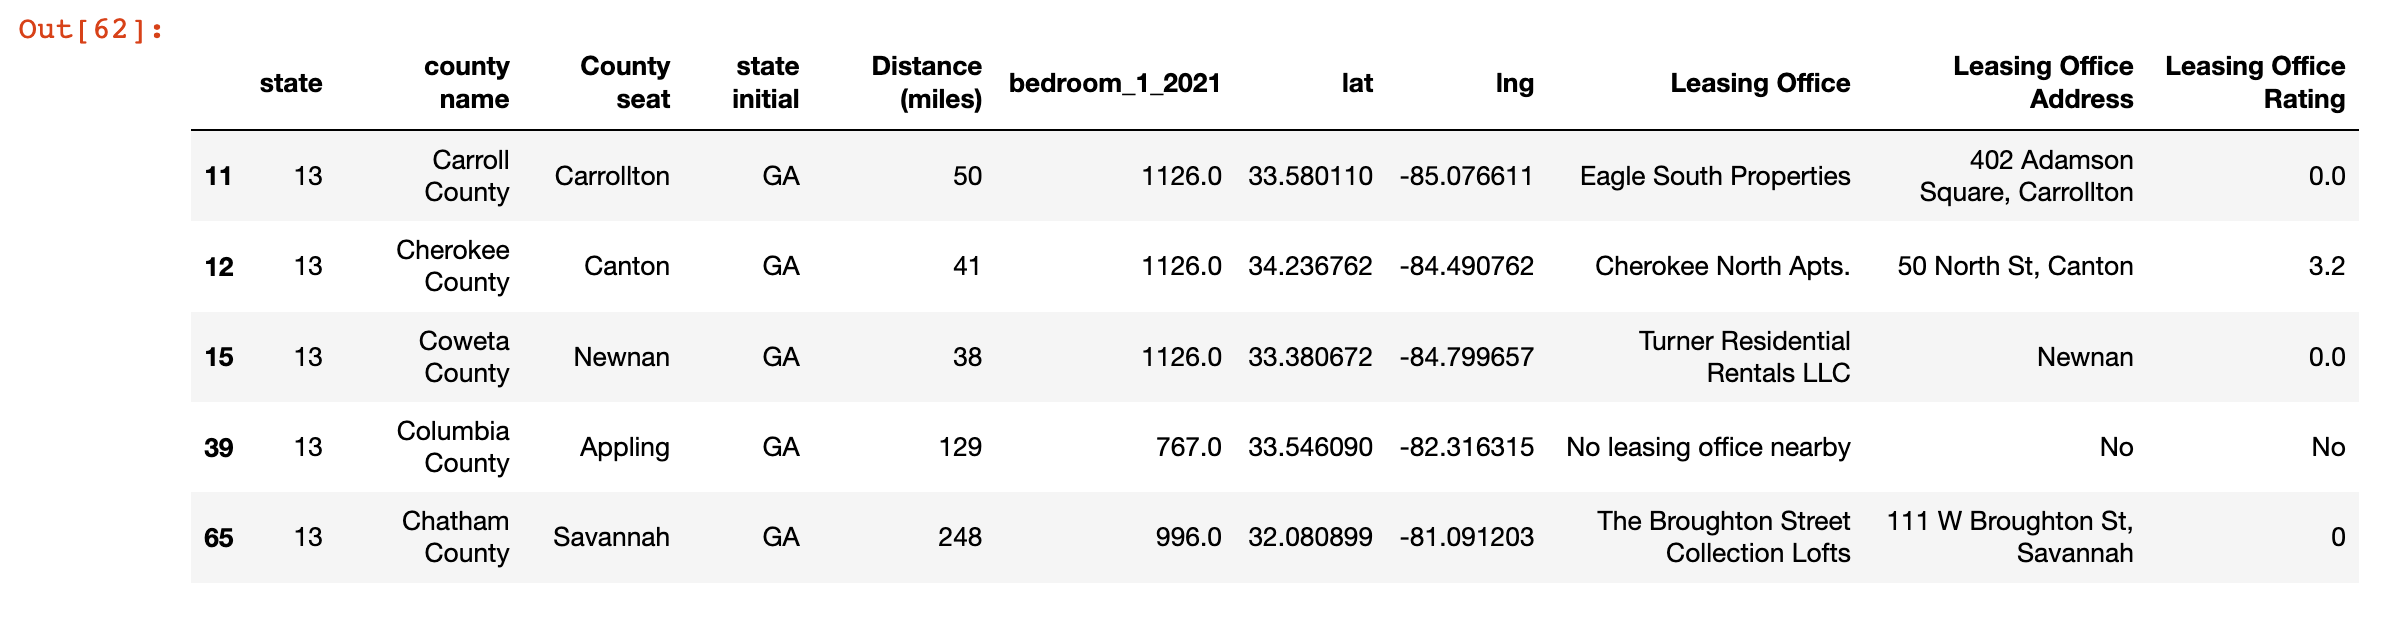 Out[62]:
state county name County seat state initial Distance (miles) bedroom_1_2021 lat lng Leasing Office Leasing Office Address Leasing Office Rating
11 13 Carroll County Carrollton GA 50 1126.0 33.580110 -85.076611 Eagle South Properties 402 Adamson Square, Carrollton 0.0
12 13 Cherokee County Canton GA 41 1126.0 34.236762 -84.490762 Cherokee North Apts. 50 North St, Canton 3.2
15 13 Coweta County Newnan GA 38 1126.0 33.380672 -84.799657 Turner Residential Rentals LLC Newnan 0.0
39 13 Columbia County Appling GA 129 767.0 33.546090 -82.316315 No leasing office nearby No No
65 13 Chatham County Savannah GA 248 996.0 32.080899 -81.091203 The Broughton Street Collection Lofts 111 W Broughton St, Savannah 0